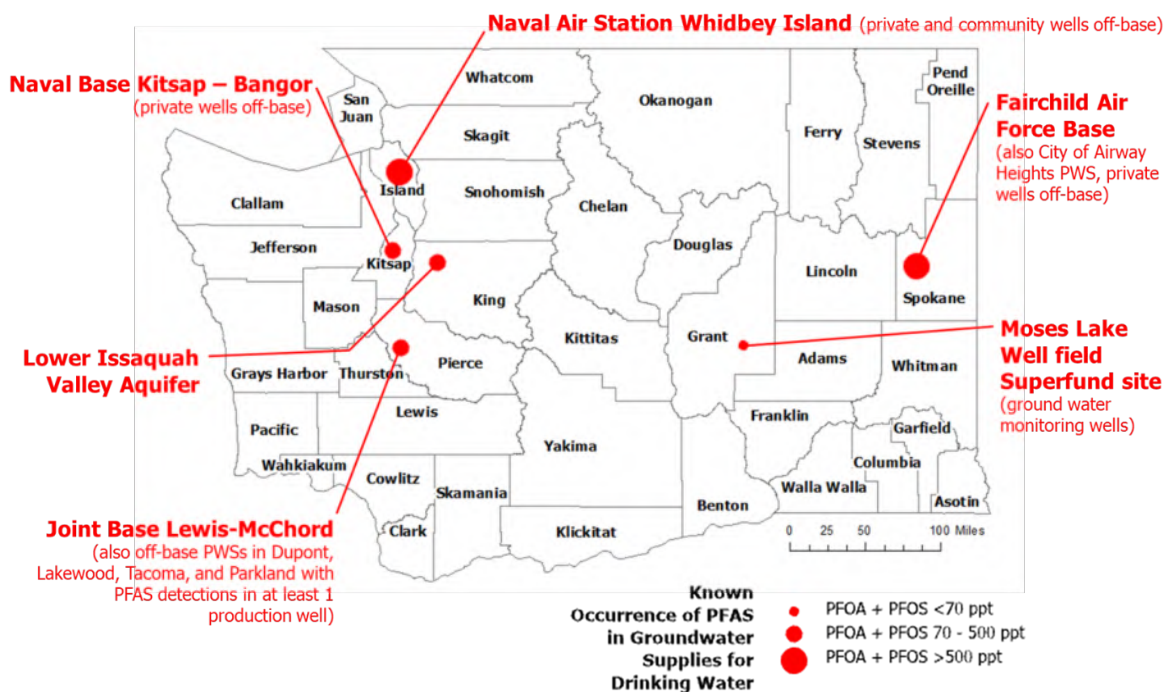 Naval Air Station Whidbey Island (private and community wells off-base)
Naval Base Kitsap – Bangor
(private wells off-base)
Fairchild Air
Force Base
(also City of Airway
Heights PWS, private
wells off-base)
Whatcom
San
Juan
Skagit
Okanogan
Ferry
Stevens
Pend
Oreille
Island
Snohomish
Clallam
Chelan
Jefferson
Douglas
Kitsap
Lincoln
Spokane
King
Mason
Grant
Kittitas
Lower Issaquah
Valley Aquifer
Moses Lake
Well field
Superfund site
(ground water
monitoring wells)
Grays Harbor
Thurston
Pierce
Adams
Whitman
Lewis
Pacific
Yakima
Franklin
Garfield
Wahkiakum
Columbia
Cowlitz
Skamania
Benton
Walla Walla
Asotin
Clark
Klickitat
0 25 50 100 Miles
Joint Base Lewis-McChord
(also off-base PWSs in Dupont,
Lakewood, Tacoma, and Parkland with
PFAS detections in at least 1
production well)
Known
Occurrence of PFAS
in Groundwater
Supplies for
Drinking Water
PFOA + PFOS <70 ppt
PFOA + PFOS 70 - 500 ppt
PFOA + PFOS >500 ppt